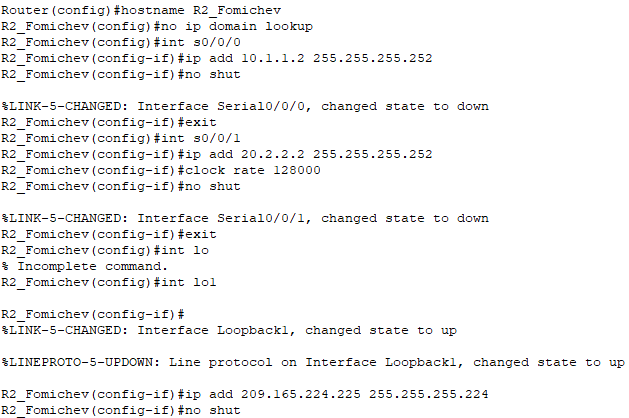 Router(config)#hostname R2_Fomichev
R2_Fomichev(config)#no ip domain lookup
R2_Fomichev(config)#int s0/0/0
R2_Fomichev(config-if)#ip add 10.1.1.2 255.255.255.252
R2_Fomichev(config-if)#no shut
%LINK-5-CHANGED: Interface Serial0/0/0, changed state to down
R2_Fomichev(config-if)#exit
R2_Fomichev(config)#int s0/0/1
R2_Fomichev(config-if)#ip add 20.2.2.2 255.255.255.252
R2_Fomichev(config-if)#clock rate 128000
R2_Fomichev(config-if)#no shut
%LINK-5-CHANGED: Interface Serial0/0/1, changed state to down
R2_Fomichev(config-if)#exit
R2_Fomichev(config)#int lo
% Incomplete command.
R2_Fomichev(config)#int lo1
R2_Fomichev(config-if)#
%LINK-5-CHANGED: Interface Loopback1, changed state to up
%LINEPROTO-5-UPDOWN: Line protocol on Interface Loopback1, changed state to up
R2_Fomichev(config-if)#ip add 209.165.224.225 255.255.255.224
R2_Fomichev(config-if)#no shut